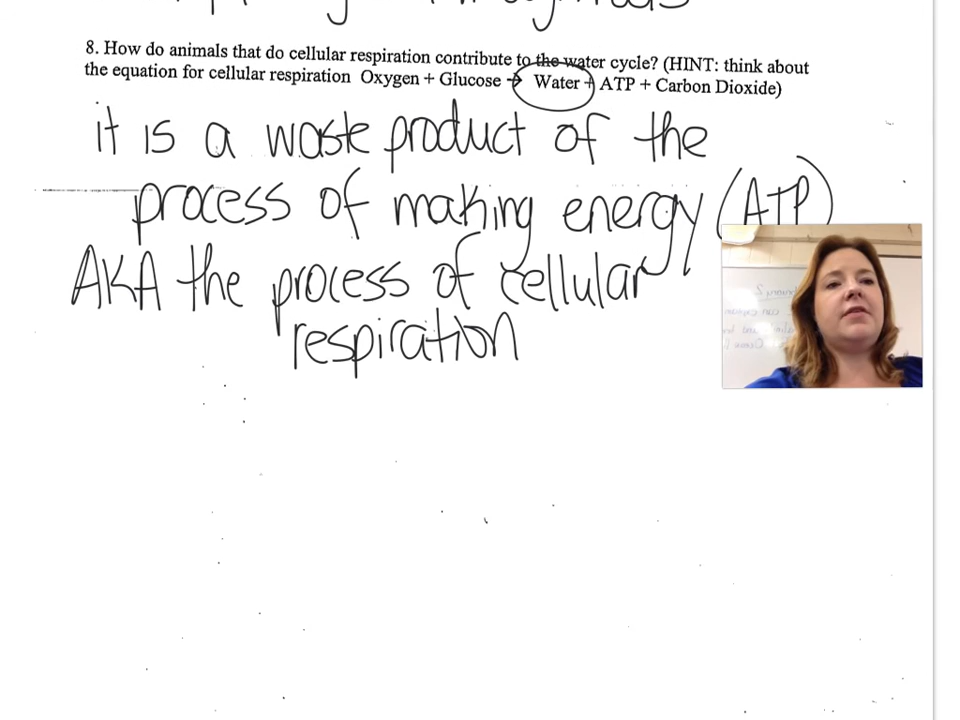 8. How do animals that do cellular respiration contribute to the water cycle? (HINT: think about
the equation for cellular respiration Oxygen + Glucose → Water + ATP + Carbon Dioxide)
it is a waste product of the
process of making energy (ATP)
AKA the process of cellular
respiration